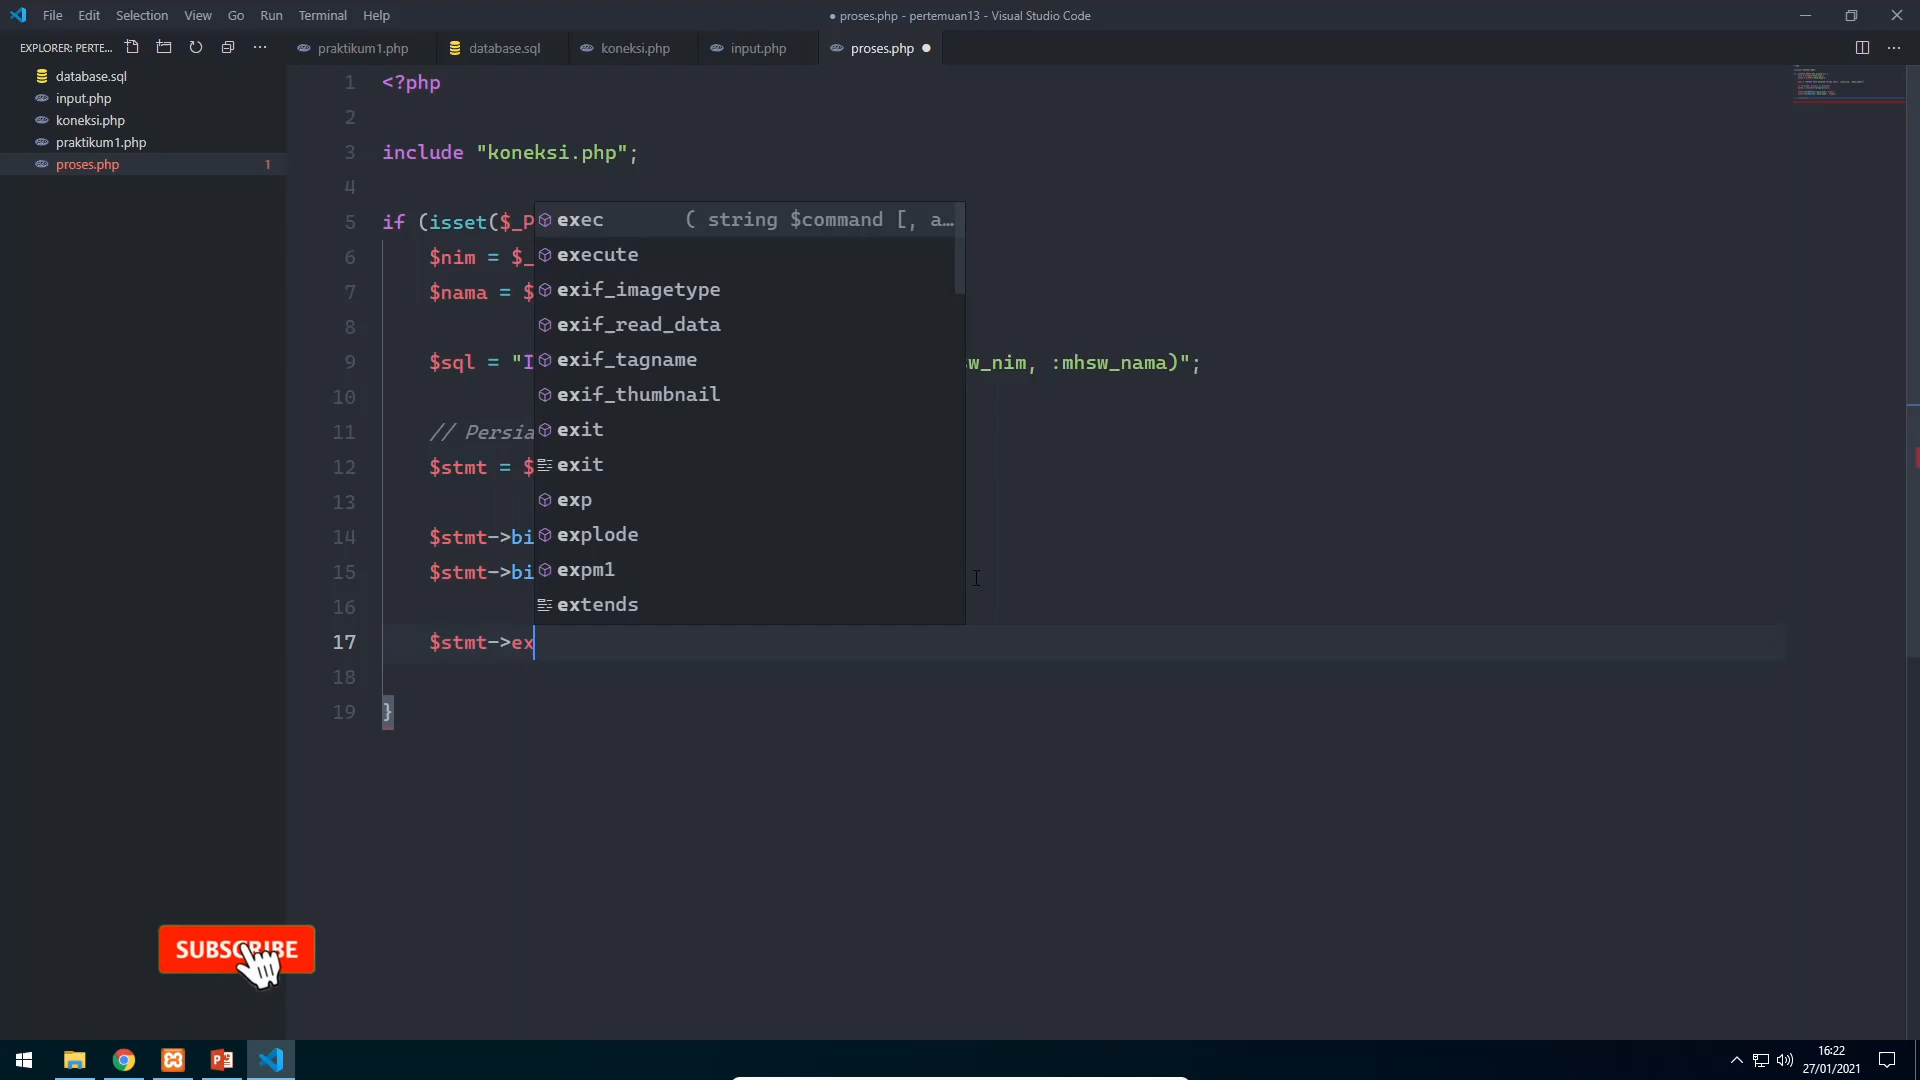 File Edit Selection View Go Run Terminal Help
● proses.php - pertemuan13 - Visual Studio Code
EXPLORER: PERTE...
praktikum1.php
database.sql
koneksi.php
input.php
proses.php
database.sql
input.php
koneksi.php
praktikum1.php
proses.php 1
1 <?php
2
3 include "koneksi.php";
4
5 if (isset($_P
6 $nim = $_
7 $nama = $
8
9 $sql = "I w_nim, :mhsw_nama)";
10
11 // Persia
12 $stmt = $
13
14 $stmt->bi
15 $stmt->bi
16
17 $stmt->ex
18
19 }
exec ( string $command [, a…
execute
exif_imagetype
exif_read_data
exif_tagname
exif_thumbnail
exit
exit
exp
explode
expm1
extends
SUBSCRIBE
16:22
27/01/2021